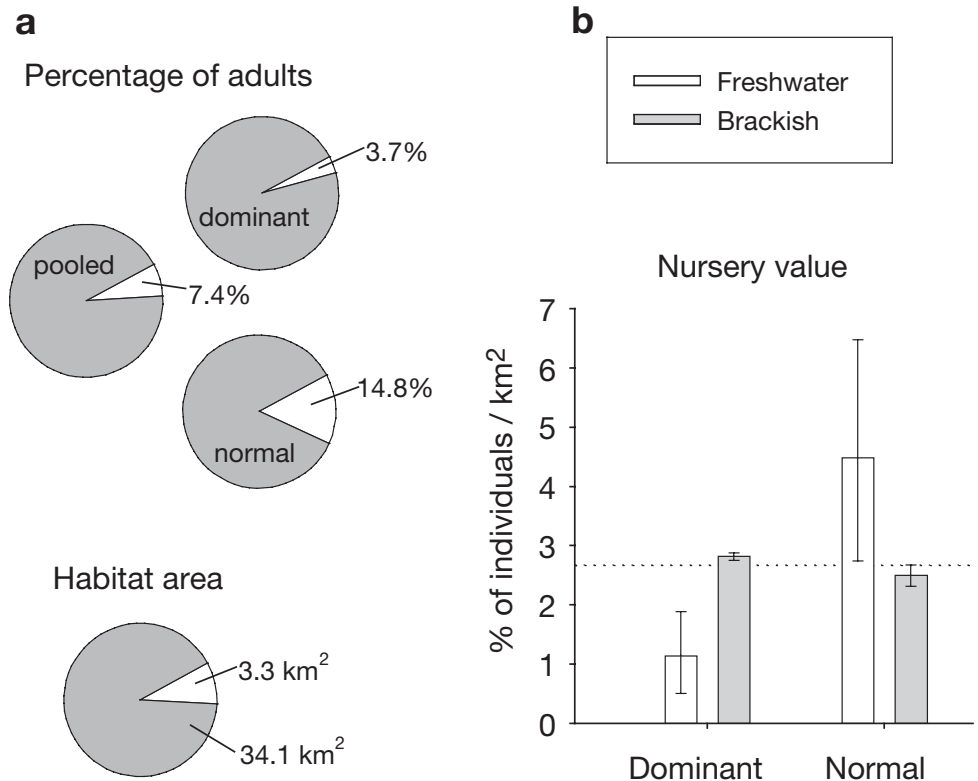 a
Percentage of adults
3.7%
dominant
pooled
7.4%
14.8%
normal
Habitat area
3.3 km²
34.1 km²
b
Freshwater
Brackish
Nursery value
% of individuals / km²
7
6
5
4
3
2
1
0
Dominant Normal